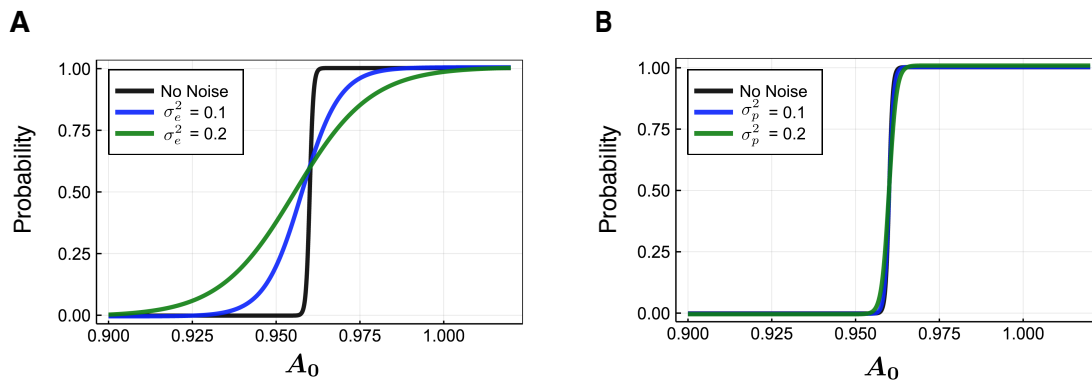 A
Probability
1.00
0.75
0.50
0.25
0.00
No Noise
σ_e^2 = 0.1
σ_e^2 = 0.2
0.900 0.925 0.950 0.975 1.000
A_0
B
Probability
1.00
0.75
0.50
0.25
0.00
No Noise
σ_p^2 = 0.1
σ_p^2 = 0.2
0.900 0.925 0.950 0.975 1.000
A_0